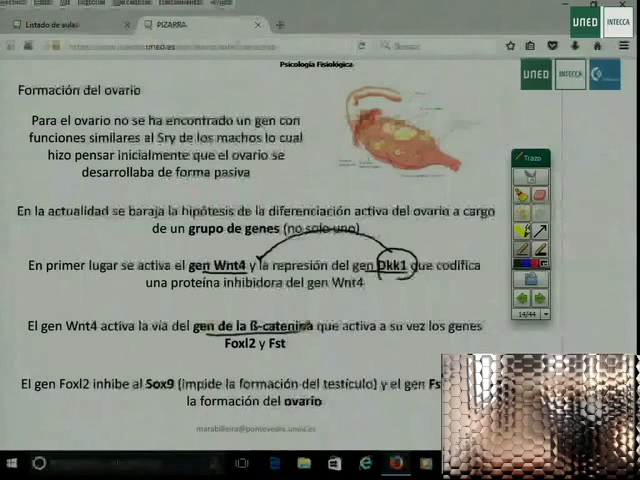 Listado de aulas
PIZARRA
UNED
INTECCA
Buscar
Psicología Fisiológica
UNED
INTECCA
Formación del ovario
Para el ovario no se ha encontrado un gen con
funciones similares al Sry de los machos lo cual
hizo pensar inicialmente que el ovario se
desarrollaba de forma pasiva
Trazo
En la actualidad se baraja la hipótesis de la diferenciación activa del ovario a cargo
de un grupo de genes (no solo uno)
En primer lugar se activa el gen Wnt4 y la represión del gen Dkk1 que codifica
una proteína inhibidora del gen Wnt4
14/44
El gen Wnt4 activa la vía del gen de la ß-catenina que activa a su vez los genes
Foxl2 y Fst
El gen Foxl2 inhibe al Sox9 (impide la formación del testículo) y el gen Fs
la formación del ovario
marabilleira@pontevedra.uned.es